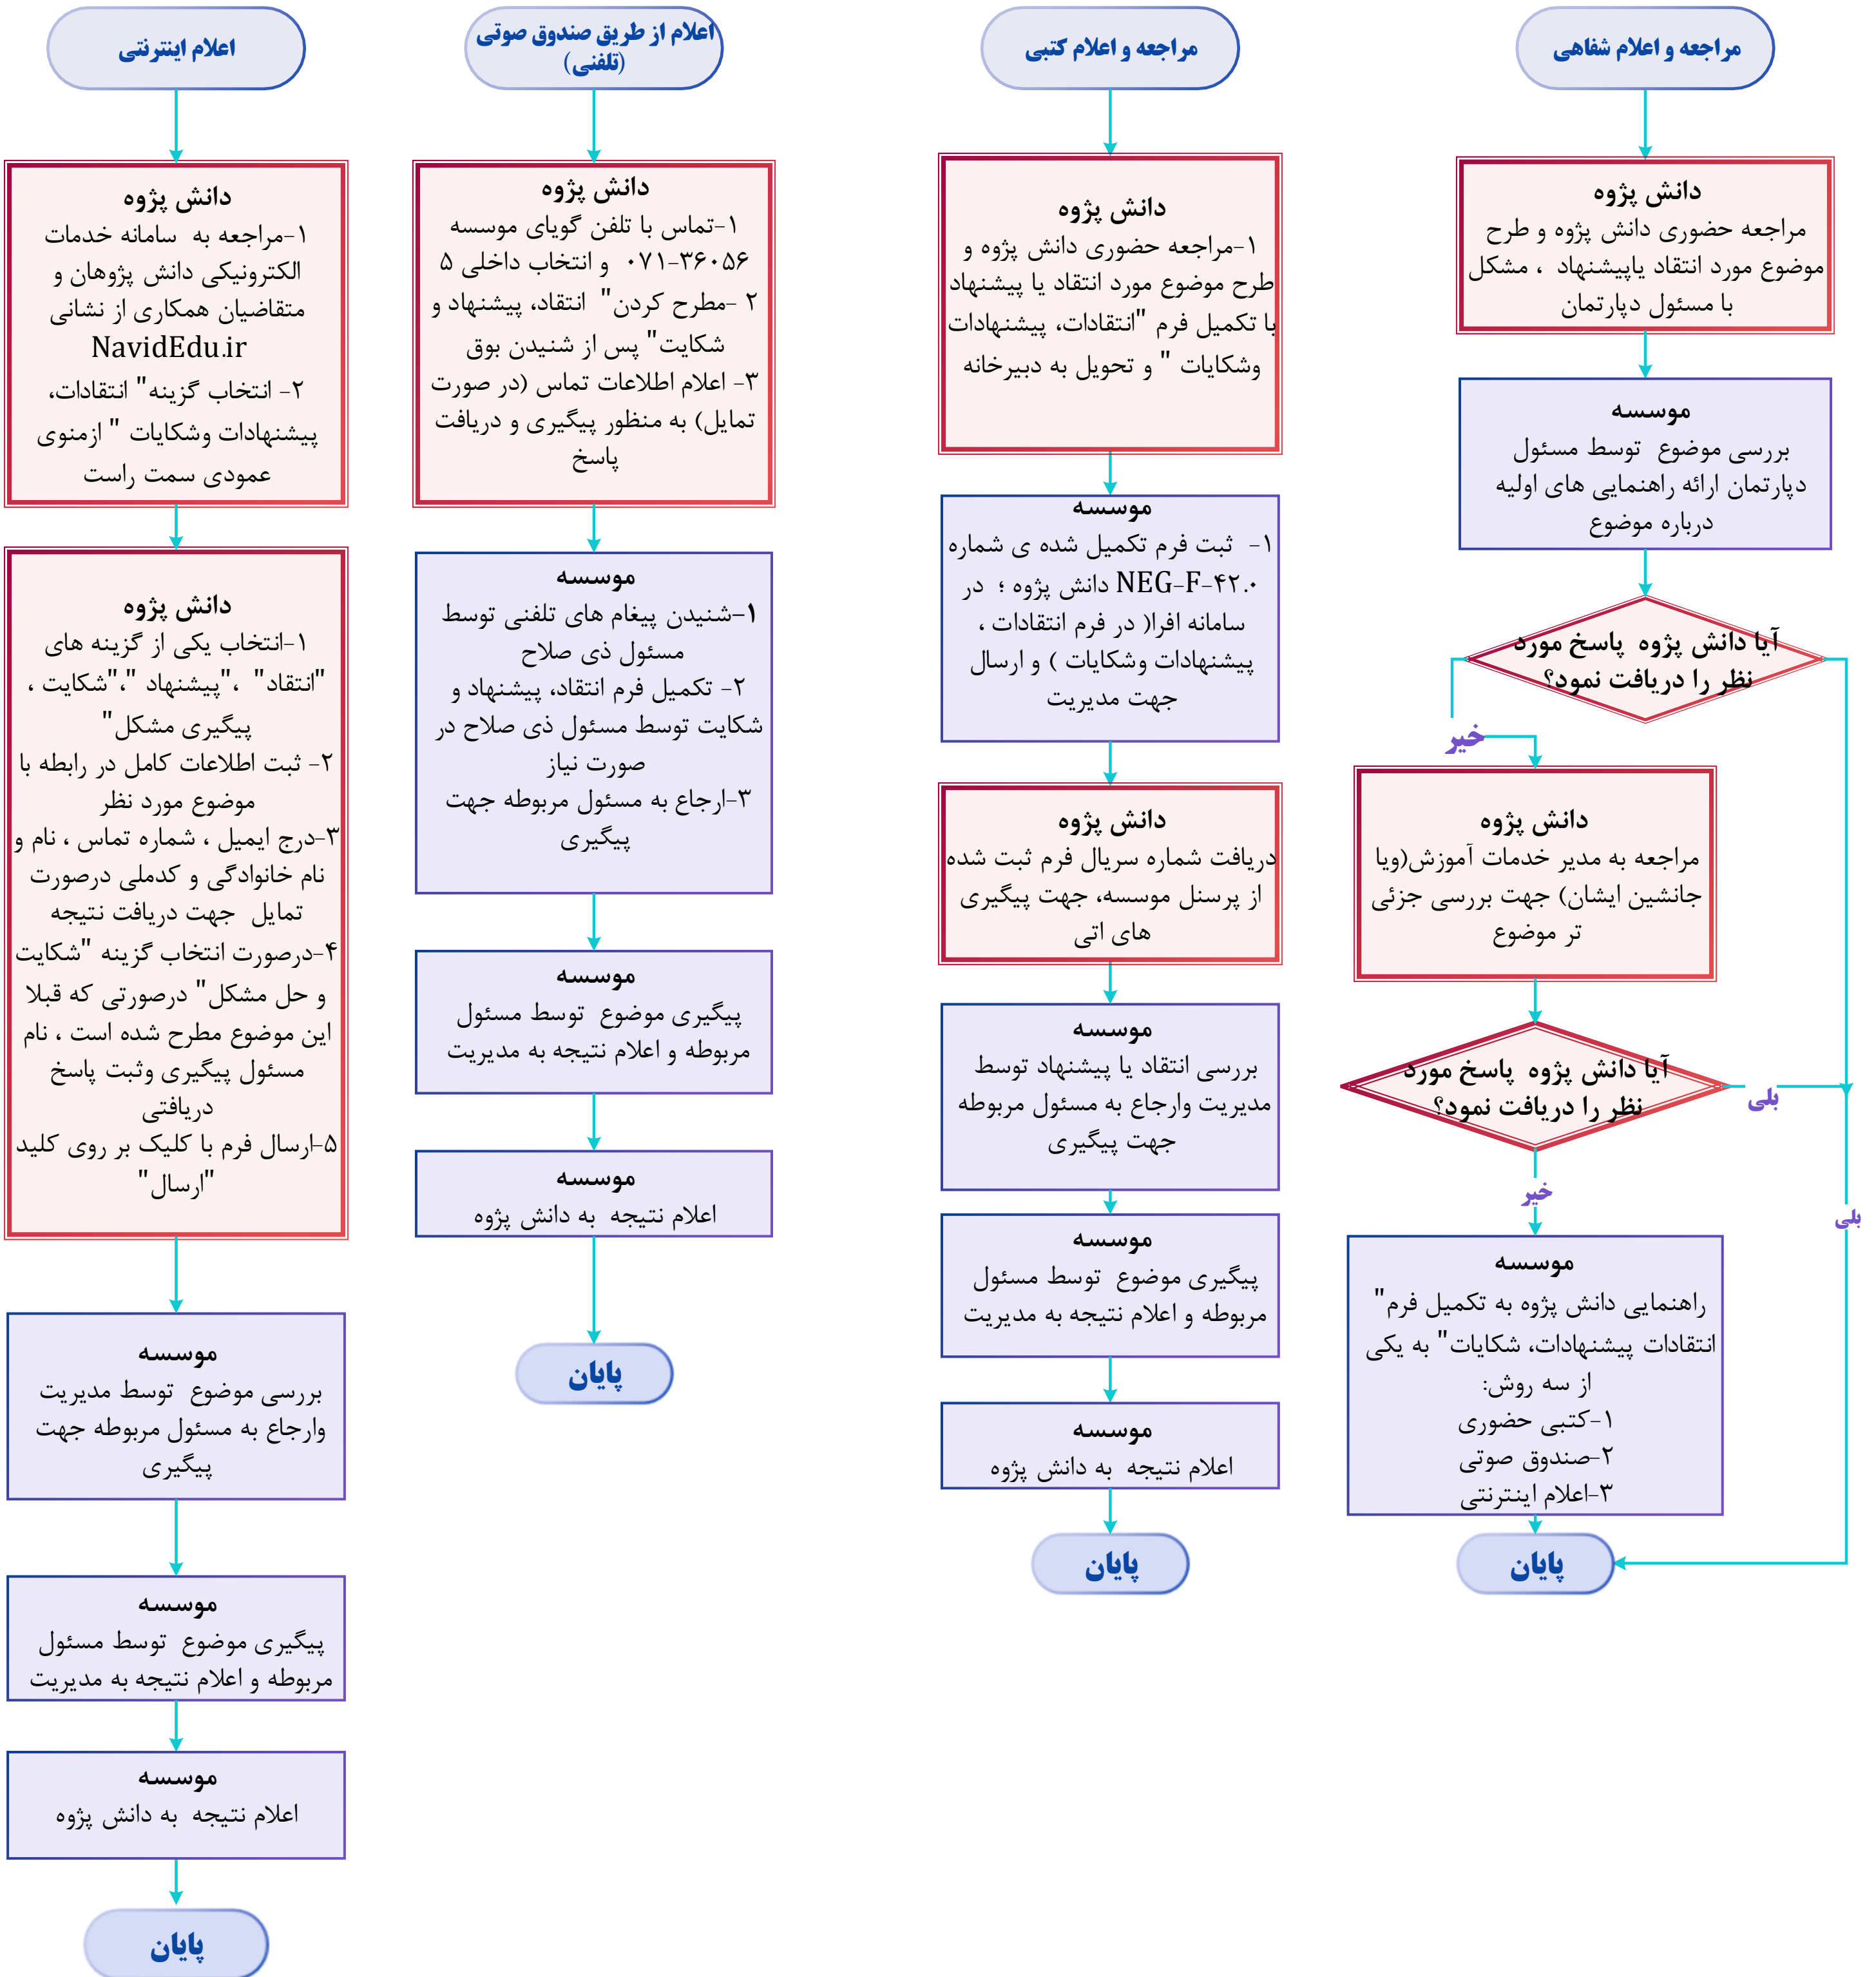 مراجعه و اعلام شفاهی
دانش پژوه
مراجعه حضوری دانش پژوه و طرح
موضوع مورد انتقاد یاپیشنهاد ، مشکل
با مسئول دپارتمان
موسسه
بررسی موضوع توسط مسئول
دپارتمان ارائه راهنمایی های اولیه
درباره موضوع
آیا دانش پژوه پاسخ مورد
نظر را دریافت نمود؟
خیر
دانش پژوه
مراجعه به مدیر خدمات آموزش(ویا
جانشین ایشان) جهت بررسی جزئی
تر موضوع
آیا دانش پژوه پاسخ مورد
نظر را دریافت نمود؟
بلی
خیر
بلی
موسسه
راهنمایی دانش پژوه به تکمیل فرم"
انتقادات پیشنهادات، شکایات" به یکی
از سه روش:
۱-کتبی حضوری
۲-صندوق صوتی
۳-اعلام اینترنتی
پایان
مراجعه و اعلام کتبی
دانش پژوه
۱-مراجعه حضوری دانش پژوه و
طرح موضوع مورد انتقاد یا پیشنهاد
با تکمیل فرم "انتقادات، پیشنهادات
وشکایات " و تحویل به دبیرخانه
موسسه
۱- ثبت فرم تکمیل شده ی شماره
NEG-F-۴۲.۰ دانش پژوه ؛ در
سامانه افرا( در فرم انتقادات ،
پیشنهادات وشکایات ) و ارسال
جهت مدیریت
دانش پژوه
دریافت شماره سریال فرم ثبت شده
از پرسنل موسسه، جهت پیگیری
های اتی
موسسه
بررسی انتقاد یا پیشنهاد توسط
مدیریت وارجاع به مسئول مربوطه
جهت پیگیری
موسسه
پیگیری موضوع توسط مسئول
مربوطه و اعلام نتیجه به مدیریت
موسسه
اعلام نتیجه به دانش پژوه
پایان
اعلام از طریق صندوق صوتی
(تلفنی)
دانش پژوه
۱-تماس با تلفن گویای موسسه
۰۷۱-۳۶۰۵۶ و انتخاب داخلی ۵
۲ -مطرح کردن" انتقاد، پیشنهاد و
شکایت" پس از شنیدن بوق
۳- اعلام اطلاعات تماس (در صورت
تمایل) به منظور پیگیری و دریافت
پاسخ
موسسه
۱-شنیدن پیغام های تلفنی توسط
مسئول ذی صلاح
۲- تکمیل فرم انتقاد، پیشنهاد و
شکایت توسط مسئول ذی صلاح در
صورت نیاز
۳-ارجاع به مسئول مربوطه جهت
پیگیری
موسسه
پیگیری موضوع توسط مسئول
مربوطه و اعلام نتیجه به مدیریت
موسسه
اعلام نتیجه به دانش پژوه
پایان
اعلام اینترنتی
دانش پژوه
۱-مراجعه به سامانه خدمات
الکترونیکی دانش پژوهان و
متقاضیان همکاری از نشانی
NavidEdu.ir
۲- انتخاب گزینه" انتقادات،
پیشنهادات وشکایات " ازمنوی
عمودی سمت راست
دانش پژوه
۱-انتخاب یکی از گزینه های
"انتقاد" ،"پیشنهاد "،"شکایت ،
پیگیری مشکل"
۲- ثبت اطلاعات کامل در رابطه با
موضوع مورد نظر
۳-درج ایمیل ، شماره تماس ، نام و
نام خانوادگی و کدملی درصورت
تمایل جهت دریافت نتیجه
۴-درصورت انتخاب گزینه "شکایت
و حل مشکل" درصورتی که قبلا
این موضوع مطرح شده است ، نام
مسئول پیگیری وثبت پاسخ
دریافتی
۵-ارسال فرم با کلیک بر روی کلید
"ارسال"
موسسه
بررسی موضوع توسط مدیریت
وارجاع به مسئول مربوطه جهت
پیگیری
موسسه
پیگیری موضوع توسط مسئول
مربوطه و اعلام نتیجه به مدیریت
موسسه
اعلام نتیجه به دانش پژوه
پایان